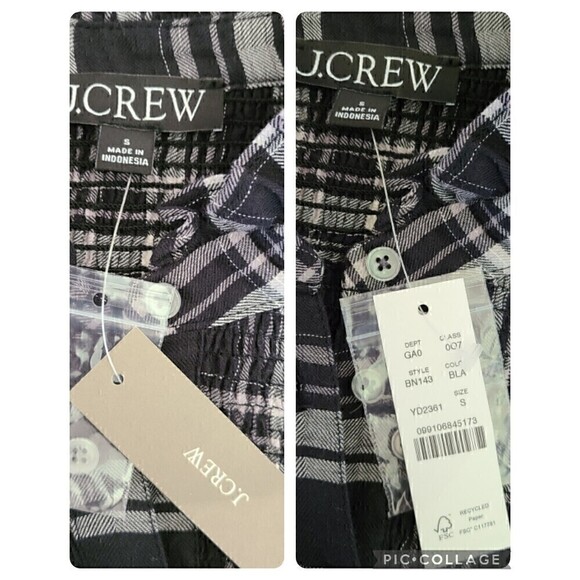 J.CREW
S
MADE IN
INDONESIA
J.CREW
J.CREW
S
MADE IN
INDONESIA
DEPT CLASS
GA0 007
STYLE
BN143 BLA
SIZE
YD2361 S
099106845173
RECYCLED
Paper
FSC
PIC•COLLAGE